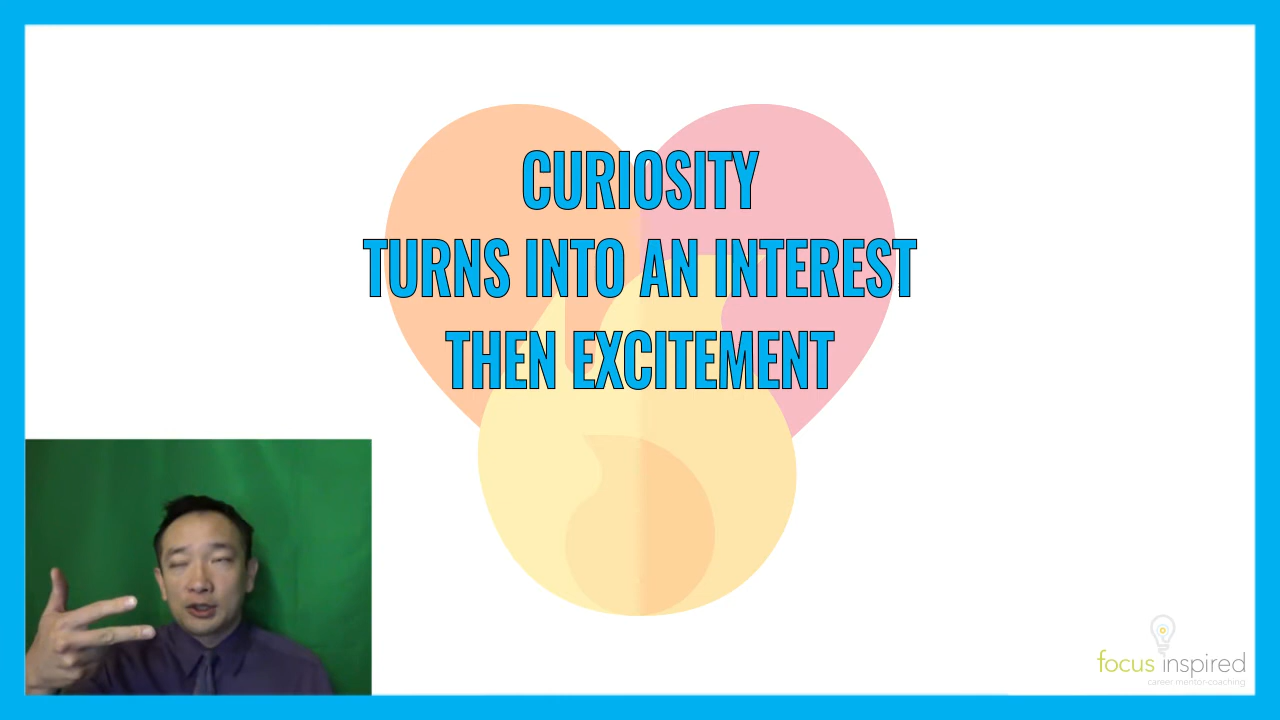 CURIOSITY
TURNS INTO AN INTEREST
THEN EXCITEMENT
focus inspired
career mentor-coaching